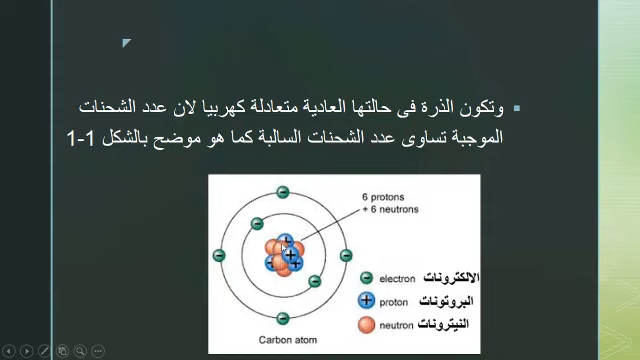 وتكون الذرة فى حالتها العادية متعادلة كهربيا لان عدد الشحنات
الموجبة تساوى عدد الشحنات السالبة كما هو موضح بالشكل 1-1
6 protons
+ 6 neutrons
electron الالكترونات
proton البروتونات
neutron النيترونات
Carbon atom